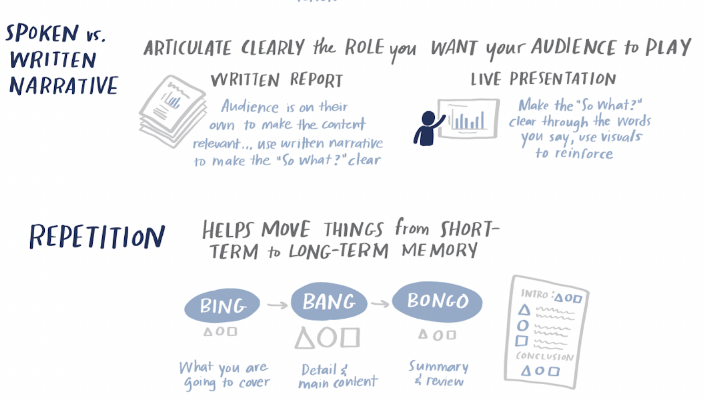 SPOKEN vs.
WRITTEN
NARRATIVE
ARTICULATE CLEARLY the ROLE you WANT your AUDIENCE to PLAY
WRITTEN REPORT
Audience is on their
own to make the content
relevant... use written narrative
to make the "So What?" clear
LIVE PRESENTATION
Make the "So What?"
clear through the words
you say, use visuals
to reinforce
REPETITION
HELPS MOVE THINGS from SHORT-
TERM to LONG-TERM MEMORY
BING
BANG
BONGO
What you are
going to cover
Detail &
main content
Summary
& review
INTRO:
CONCLUSION